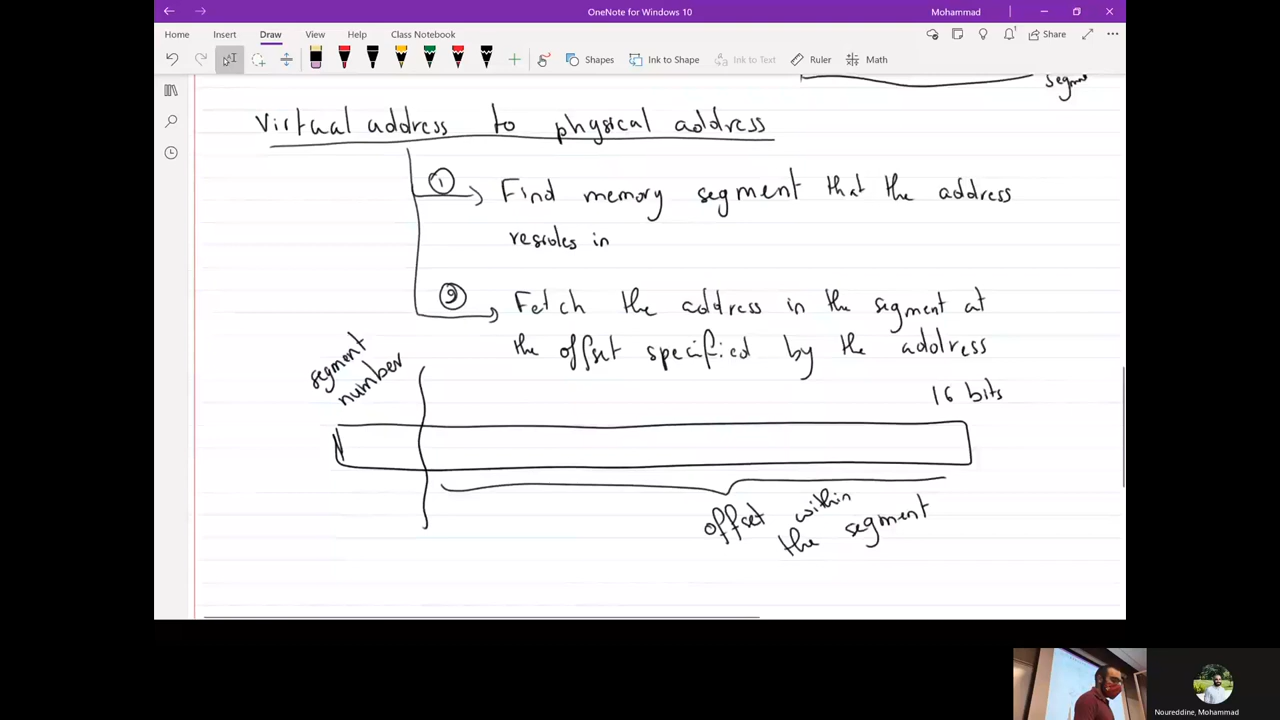 OneNote for Windows 10
Mohammad
Home Insert Draw View Help Class Notebook
Share
Shapes Ink to Shape Ink to Text Ruler Math
Virtual address to physical address
1 Find memory segment that the address
resides in
2 Fetch the address in the segment at
the offset specified by the address
segment
number
16 bits
offset within
the segment
Noureddine, Mohammad